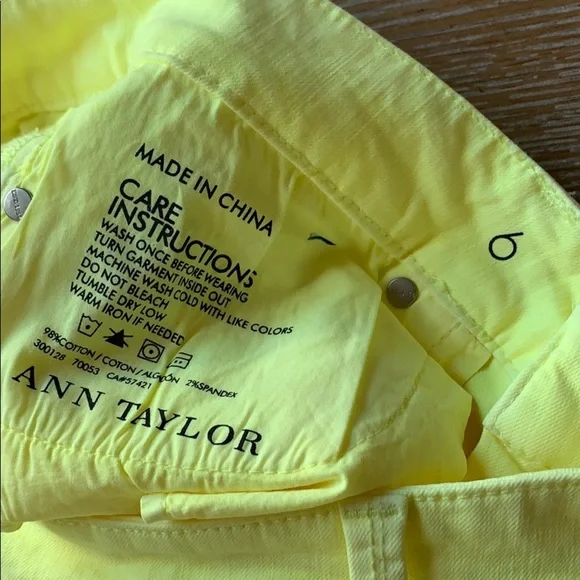 MADE IN CHINA
CARE
INSTRUCTIONS
WASH ONCE BEFORE WEARING
TURN GARMENT INSIDE OUT
MACHINE WASH COLD WITH LIKE COLORS
DO NOT BLEACH
TUMBLE DRY LOW
WARM IRON IF NEEDED
98%COTTON/COTON/ALGODON 2%SPANDEX
300128 70053 CA#57421
ANN TAYLOR
6